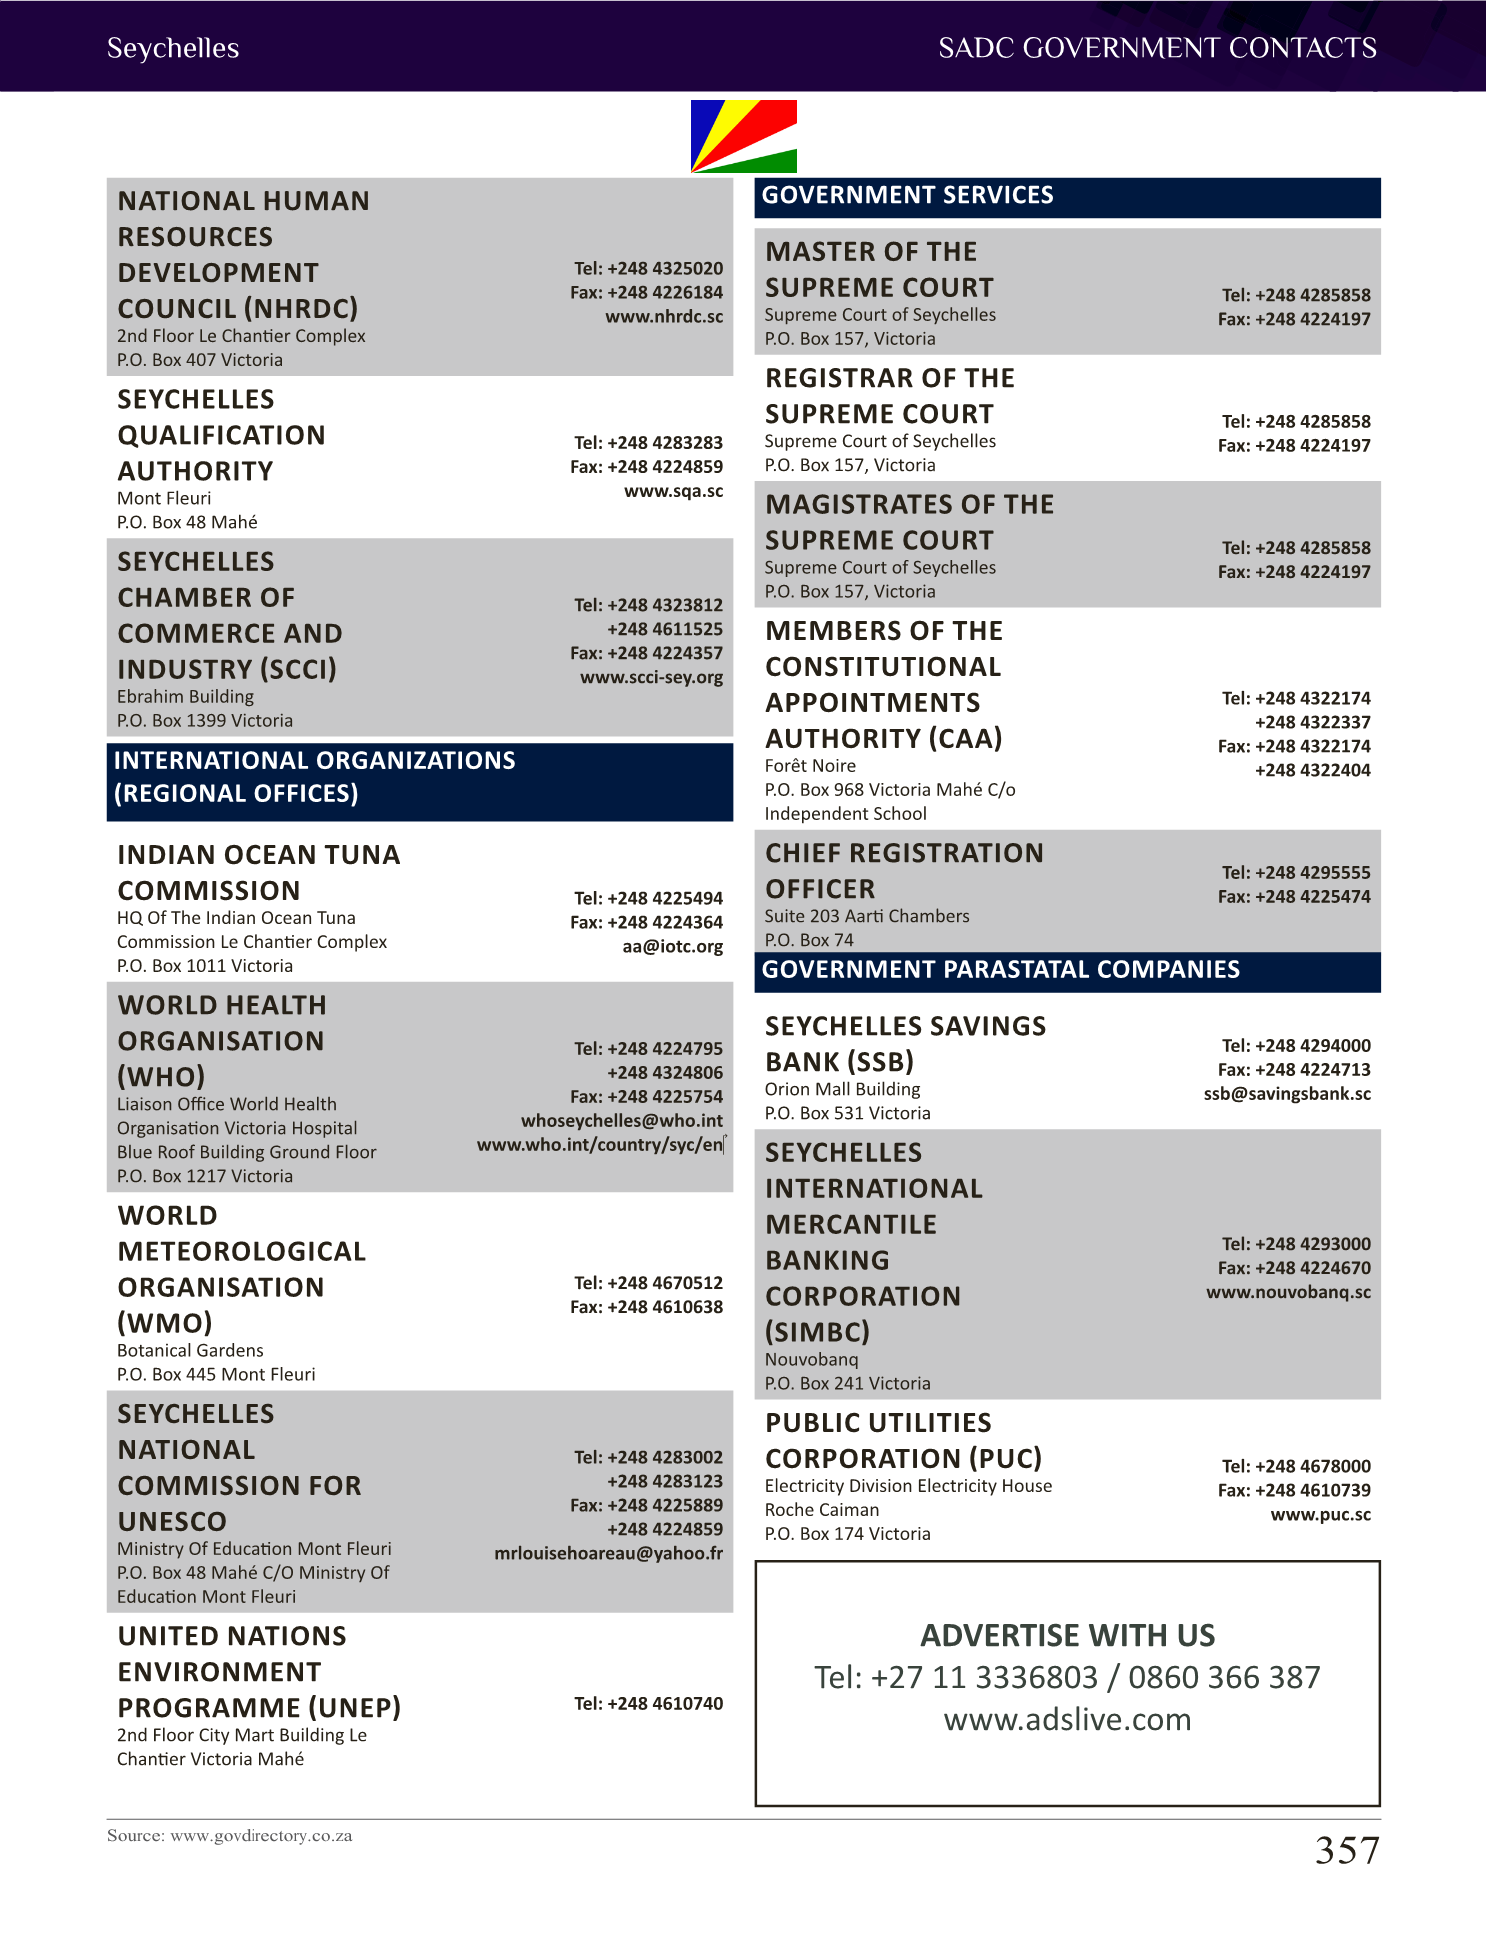 Seychelles
SADC GOVERNMENT CONTACTS
NATIONAL HUMAN
RESOURCES
DEVELOPMENT
COUNCIL (NHRDC)
2nd Floor Le Chantier Complex
P.O. Box 407 Victoria
Tel: +248 4325020
Fax: +248 4226184
www.nhrdc.sc
SEYCHELLES
QUALIFICATION
AUTHORITY
Mont Fleuri
P.O. Box 48 Mahé
Tel: +248 4283283
Fax: +248 4224859
www.sqa.sc
SEYCHELLES
CHAMBER OF
COMMERCE AND
INDUSTRY (SCCI)
Ebrahim Building
P.O. Box 1399 Victoria
Tel: +248 4323812
+248 4611525
Fax: +248 4224357
www.scci-sey.org
INTERNATIONAL ORGANIZATIONS
(REGIONAL OFFICES)
INDIAN OCEAN TUNA
COMMISSION
HQ Of The Indian Ocean Tuna
Commission Le Chantier Complex
P.O. Box 1011 Victoria
Tel: +248 4225494
Fax: +248 4224364
aa@iotc.org
WORLD HEALTH
ORGANISATION
(WHO)
Liaison Office World Health
Organisation Victoria Hospital
Blue Roof Building Ground Floor
P.O. Box 1217 Victoria
Tel: +248 4224795
+248 4324806
Fax: +248 4225754
whoseychelles@who.int
www.who.int/country/syc/en
WORLD
METEOROLOGICAL
ORGANISATION
(WMO)
Botanical Gardens
P.O. Box 445 Mont Fleuri
Tel: +248 4670512
Fax: +248 4610638
SEYCHELLES
NATIONAL
COMMISSION FOR
UNESCO
Ministry Of Education Mont Fleuri
P.O. Box 48 Mahé C/O Ministry Of
Education Mont Fleuri
Tel: +248 4283002
+248 4283123
Fax: +248 4225889
+248 4224859
mrlouisehoareau@yahoo.fr
UNITED NATIONS
ENVIRONMENT
PROGRAMME (UNEP)
2nd Floor City Mart Building Le
Chantier Victoria Mahé
Tel: +248 4610740
GOVERNMENT SERVICES
MASTER OF THE
SUPREME COURT
Supreme Court of Seychelles
P.O. Box 157, Victoria
Tel: +248 4285858
Fax: +248 4224197
REGISTRAR OF THE
SUPREME COURT
Supreme Court of Seychelles
P.O. Box 157, Victoria
Tel: +248 4285858
Fax: +248 4224197
MAGISTRATES OF THE
SUPREME COURT
Supreme Court of Seychelles
P.O. Box 157, Victoria
Tel: +248 4285858
Fax: +248 4224197
MEMBERS OF THE
CONSTITUTIONAL
APPOINTMENTS
AUTHORITY (CAA)
Forêt Noire
P.O. Box 968 Victoria Mahé C/o
Independent School
Tel: +248 4322174
+248 4322337
Fax: +248 4322174
+248 4322404
CHIEF REGISTRATION
OFFICER
Suite 203 Aarti Chambers
P.O. Box 74
Tel: +248 4295555
Fax: +248 4225474
GOVERNMENT PARASTATAL COMPANIES
SEYCHELLES SAVINGS
BANK (SSB)
Orion Mall Building
P.O. Box 531 Victoria
Tel: +248 4294000
Fax: +248 4224713
ssb@savingsbank.sc
SEYCHELLES
INTERNATIONAL
MERCANTILE
BANKING
CORPORATION
(SIMBC)
Nouvobanq
P.O. Box 241 Victoria
Tel: +248 4293000
Fax: +248 4224670
www.nouvobanq.sc
PUBLIC UTILITIES
CORPORATION (PUC)
Electricity Division Electricity House
Roche Caiman
P.O. Box 174 Victoria
Tel: +248 4678000
Fax: +248 4610739
www.puc.sc
ADVERTISE WITH US
Tel: +27 11 3336803 / 0860 366 387
www.adslive.com
Source: www.govdirectory.co.za
357